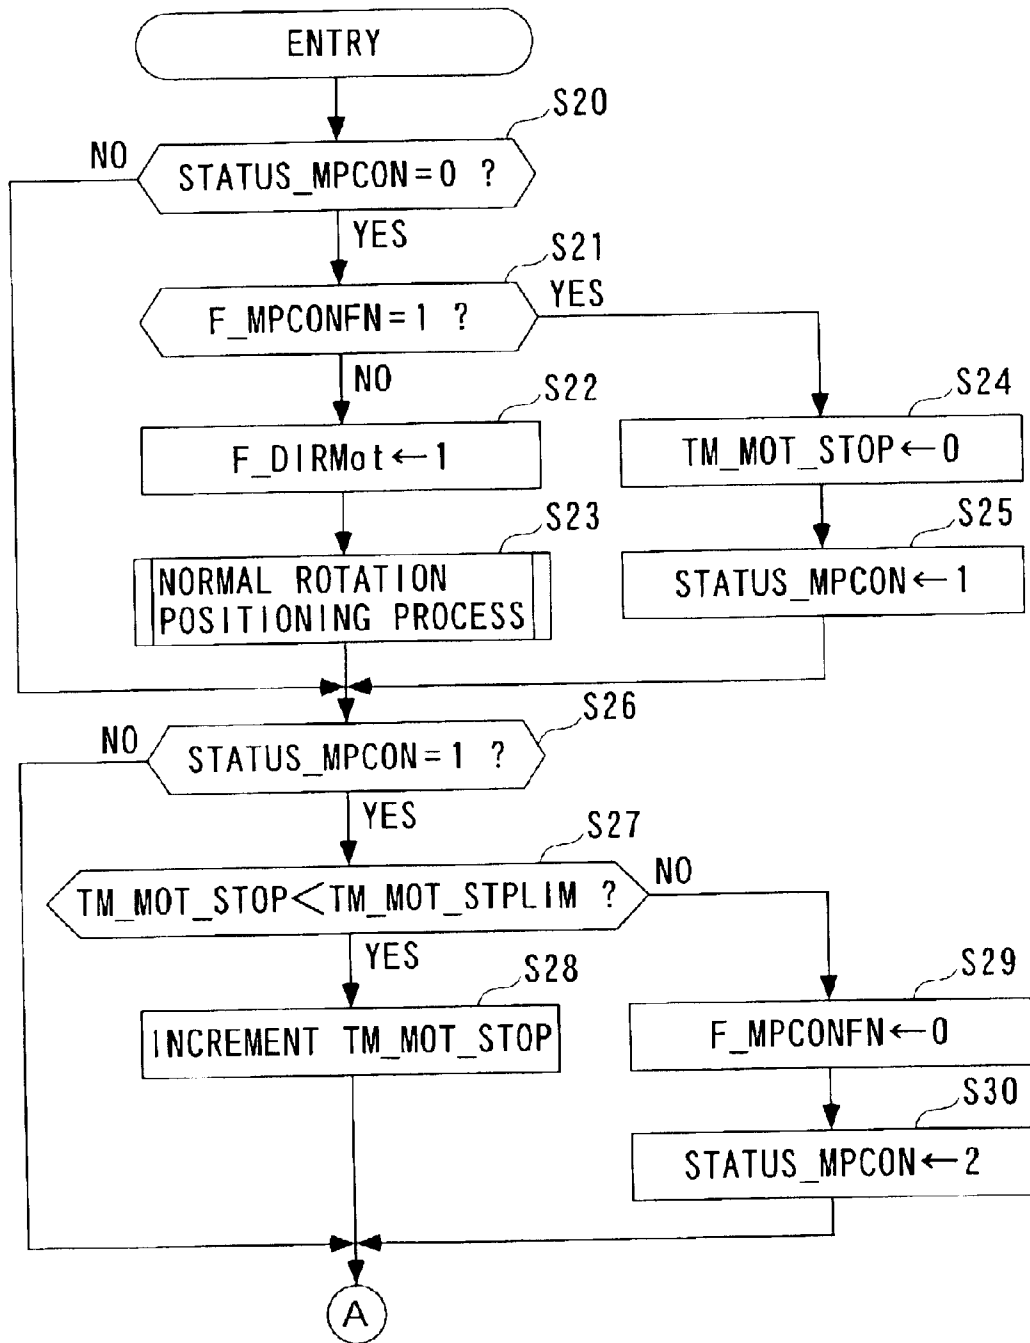 ENTRY
S20
NO
STATUS_MPCON=0 ?
YES
S21
F_MPCONFN=1 ?
YES
NO
S22
F_DIRMot←1
S24
TM_MOT_STOP←0
S23
NORMAL ROTATION
POSITIONING PROCESS
S25
STATUS_MPCON←1
S26
NO
STATUS_MPCON=1 ?
YES
S27
TM_MOT_STOP<TM_MOT_STPLIM ?
NO
YES
S28
INCREMENT TM_MOT_STOP
S29
F_MPCONFN←0
S30
STATUS_MPCON←2
A